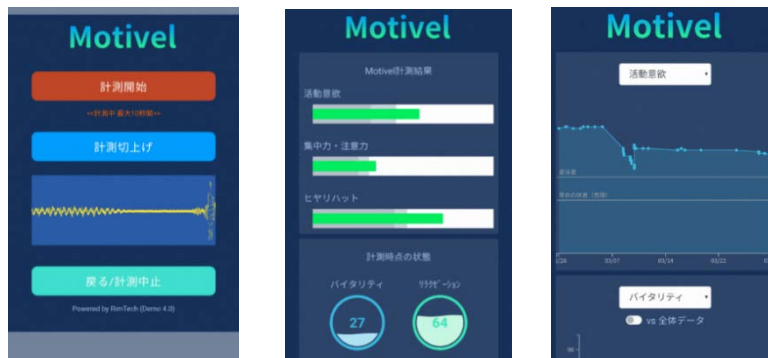 Motivel
計測開始
<<計測中 最大10秒間>>
計測切上げ
戻る/計測中止
Powered by RimTech (Demo 4.0)
Motivel
Motivel計測結果
活動意欲
集中力・注意力
ヒヤリハット
計測時点の状態
バイタリティ
リラクゼーション
27
64
Motivel
活動意欲
03/07
03/14
03/22
バイタリティ
vs 全体データ